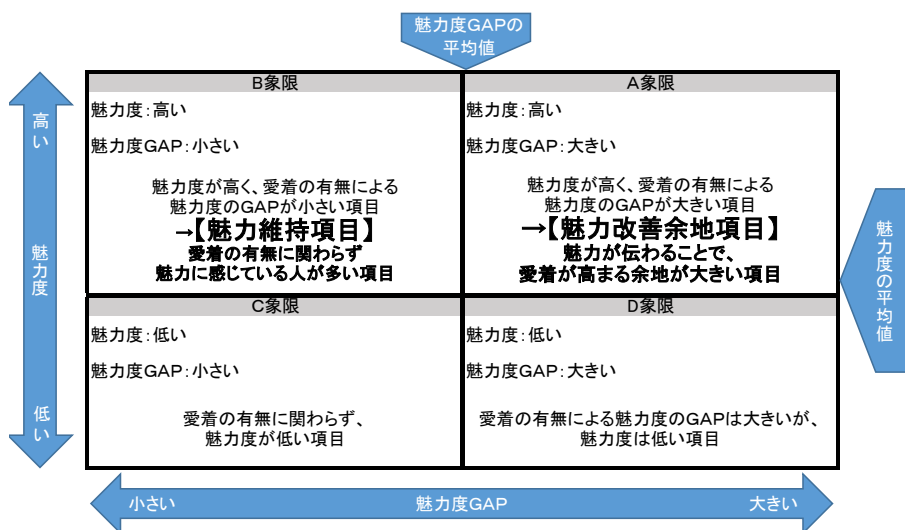 魅力度GAPの
平均値
高い
魅力度
低い
B象限
魅力度:高い
魅力度GAP:小さい
魅力度が高く、愛着の有無による
魅力度のGAPが小さい項目
→【魅力維持項目】
愛着の有無に関わらず
魅力に感じている人が多い項目
A象限
魅力度:高い
魅力度GAP:大きい
魅力度が高く、愛着の有無による
魅力度のGAPが大きい項目
→【魅力改善余地項目】
魅力が伝わることで、
愛着が高まる余地が大きい項目
魅力度の平均値
C象限
魅力度:低い
魅力度GAP:小さい
愛着の有無に関わらず、
魅力度が低い項目
D象限
魅力度:低い
魅力度GAP:大きい
愛着の有無による魅力度のGAPは大きいが、
魅力度は低い項目
小さい 魅力度GAP 大きい